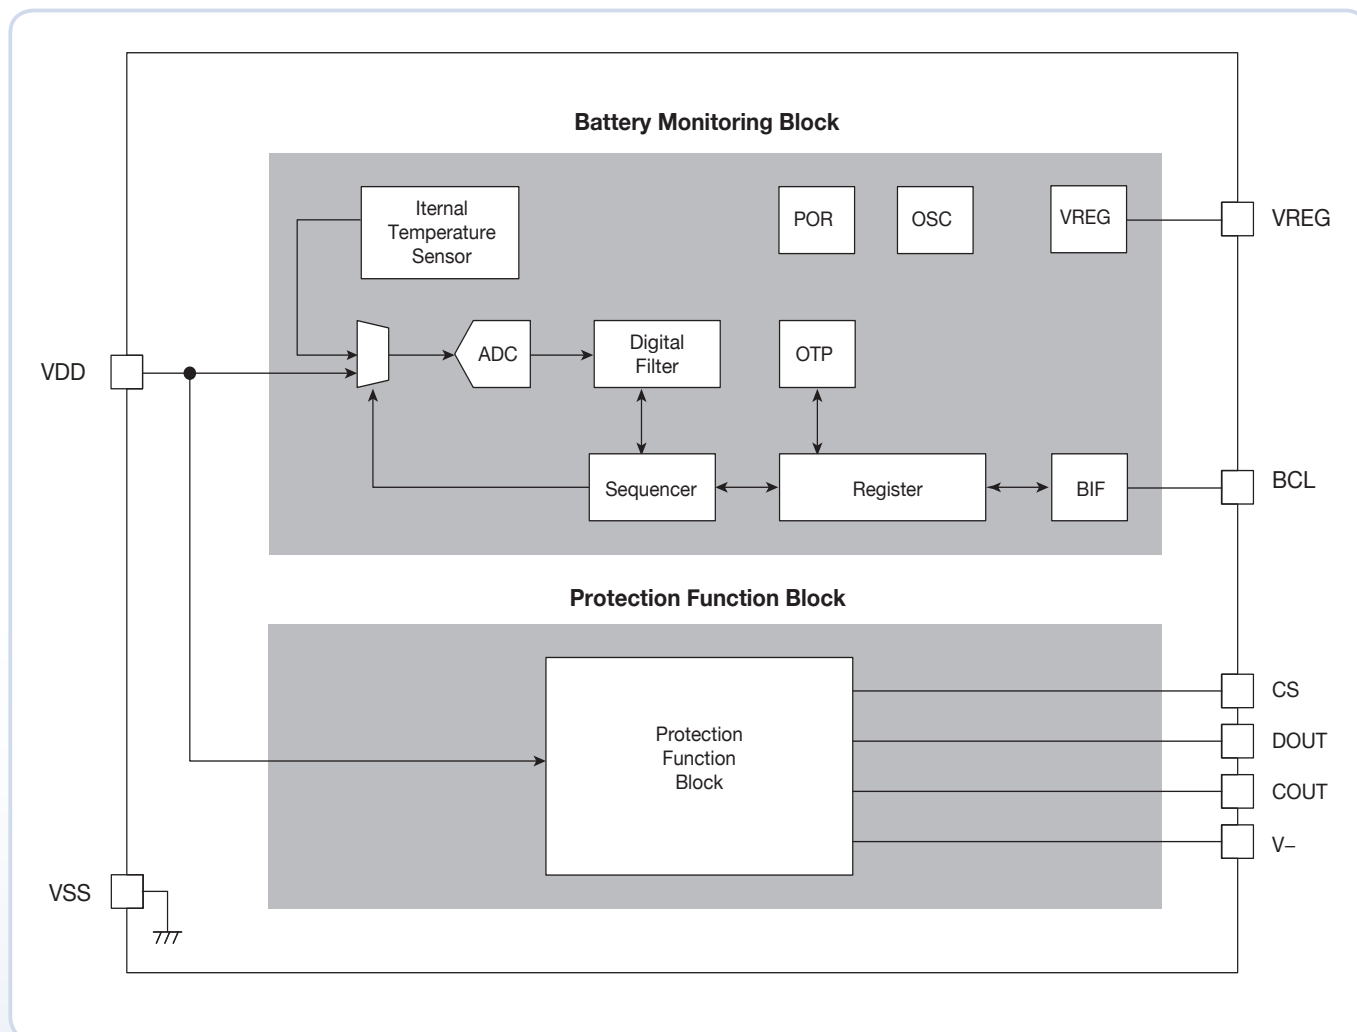 Battery Monitoring Block
Iternal
Temperature
Sensor
POR
OSC
VREG
VREG
VDD
ADC
Digital
Filter
OTP
Sequencer
Register
BIF
BCL
Protection Function Block
Protection
Function
Block
CS
DOUT
COUT
V–
VSS